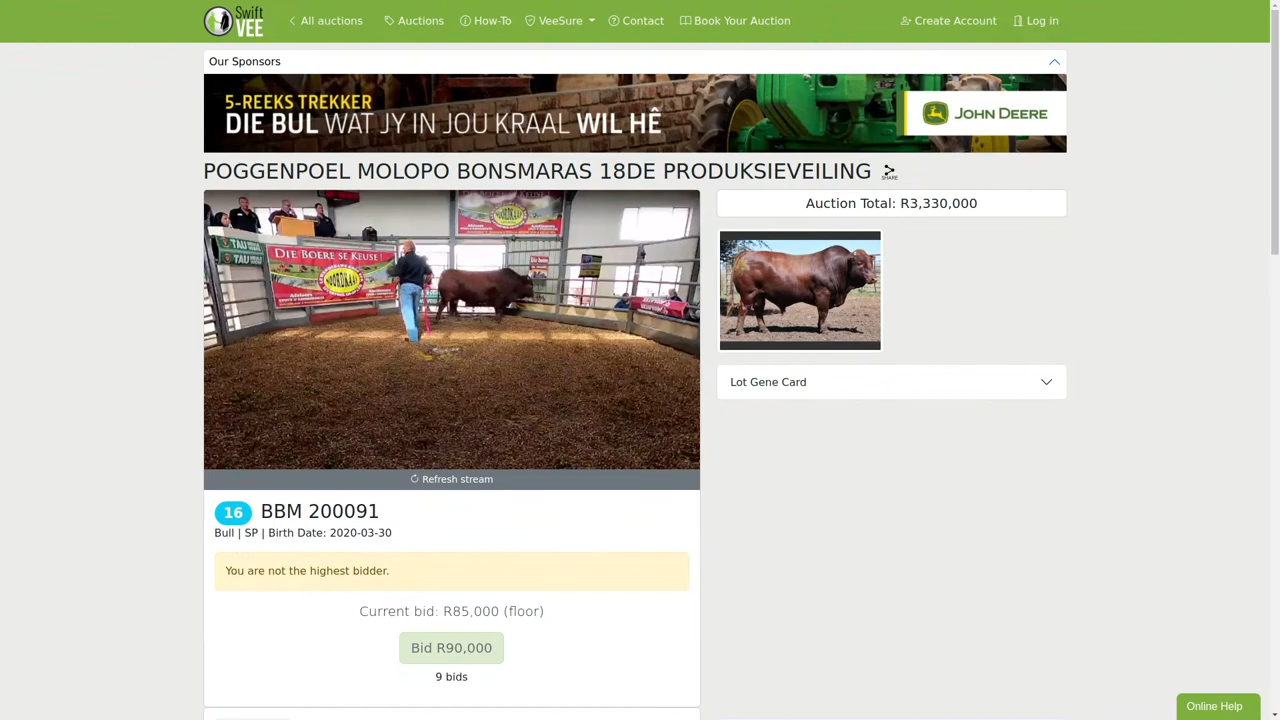 Swift
VEE
All auctions
Auctions
How-To
VeeSure
Contact
Book Your Auction
Create Account
Log in
Our Sponsors
5-REEKS TREKKER
DIE BUL WAT JY IN JOU KRAAL WIL HÊ
JOHN DEERE
POGGENPOEL MOLOPO BONSMARAS 18DE PRODUKSIEVEILING
SHARE
Auction Total: R3,330,000
NOORDKAAP
TAU
TAU
DIE BOERE SE KEUSE!
NOORDKAAP
Lot Gene Card
Refresh stream
16
BBM 200091
Bull | SP | Birth Date: 2020-03-30
You are not the highest bidder.
Current bid: R85,000 (floor)
Bid R90,000
9 bids
Online Help